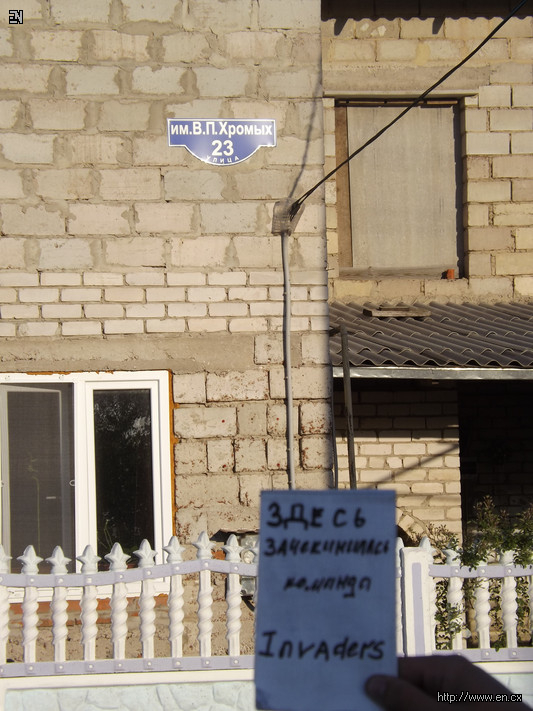 EN
им.В.П.Хромых
23
УЛИЦА
ЗДЕСЬ
ЗАЧЕКИНИЛАСЬ
команда
Invaders
http://www.en.cx